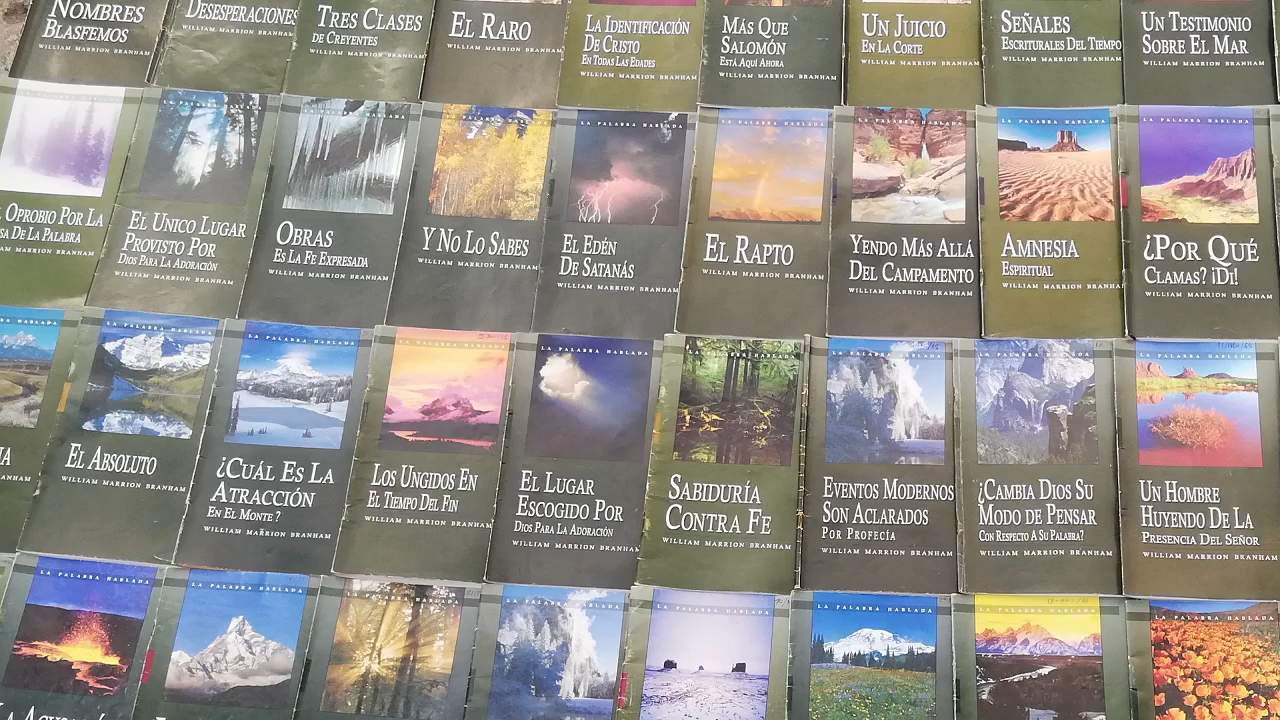 NOMBRES
BLASFEMOS
WILLIAM MARRION BRANHAM
DESESPERACIONES
WILLIAM MARRION BRANHAM
TRES CLASES
DE CREYENTES
WILLIAM MARRION BRANHAM
EL RARO
WILLIAM MARRION BRANHAM
LA IDENTIFICACIÓN
DE CRISTO
EN TODAS LAS EDADES
WILLIAM MARRION BRANHAM
MÁS QUE
SALOMÓN
ESTÁ AQUÍ AHORA
WILLIAM MARRION BRANHAM
UN JUICIO
EN LA CORTE
WILLIAM MARRION BRANHAM
SEÑALES
ESCRITURALES DEL TIEMPO
WILLIAM MARRION BRANHAM
UN TESTIMONIO
SOBRE EL MAR
WILLIAM MARRION BRANHAM
OPROBIO POR LA
SA DE LA PALABRA
WILLIAM MARRION BRANHAM
LA PALABRA HABLADA
EL UNICO LUGAR
PROVISTO POR
DIOS PARA LA ADORACIÓN
WILLIAM MARRION BRANHAM
LA PALABRA HABLADA
OBRAS
ES LA FE EXPRESADA
WILLIAM MARRION BRANHAM
LA PALABRA HABLADA
Y NO LO SABES
WILLIAM MARRION BRANHAM
LA PALABRA HABLADA
EL EDÉN
DE SATANÁS
WILLIAM MARRION BRANHAM
LA PALABRA HABLADA
EL RAPTO
WILLIAM MARRION BRANHAM
LA PALABRA HABLADA
YENDO MÁS ALLÁ
DEL CAMPAMENTO
WILLIAM MARRION BRANHAM
LA PALABRA HABLADA
AMNESIA
ESPIRITUAL
WILLIAM MARRION BRANHAM
LA PALABRA HABLADA
¿POR QUÉ
CLAMAS? ¡DI!
WILLIAM MARRION BRANHAM
HABLADA
IA
LA PALABRA HABLADA
EL ABSOLUTO
WILLIAM MARRION BRANHAM
LA PALABRA HABLADA
¿CUÁL ES LA
ATRACCIÓN
EN EL MONTE?
WILLIAM MARRION BRANHAM
LA PALABRA HABLADA
LOS UNGIDOS EN
EL TIEMPO DEL FIN
WILLIAM MARRION BRANHAM
LA PALABRA HABLADA
EL LUGAR
ESCOGIDO POR
DIOS PARA LA ADORACIÓN
WILLIAM MARRION BRANHAM
LA PALABRA HABLADA
SABIDURÍA
CONTRA FE
WILLIAM MARRION BRANHAM
LA PALABRA HABLADA
EVENTOS MODERNOS
SON ACLARADOS
POR PROFECÍA
WILLIAM MARRION BRANHAM
LA PALABRA HABLADA
¿CAMBIA DIOS SU
MODO DE PENSAR
CON RESPECTO A SU PALABRA?
WILLIAM MARRION BRANHAM
LA PALABRA HABLADA
UN HOMBRE
HUYENDO DE LA
PRESENCIA DEL SEÑOR
WILLIAM MARRION BRANHAM
LA PALABRA HABLADA
LA PALABRA HABLADA
LA PALABRA HABLADA
LA PALABRA HABLADA
LA PALABRA HABLADA
LA PALABRA HABLADA
LA PALABRA HABLADA
LA PALABRA HABLADA